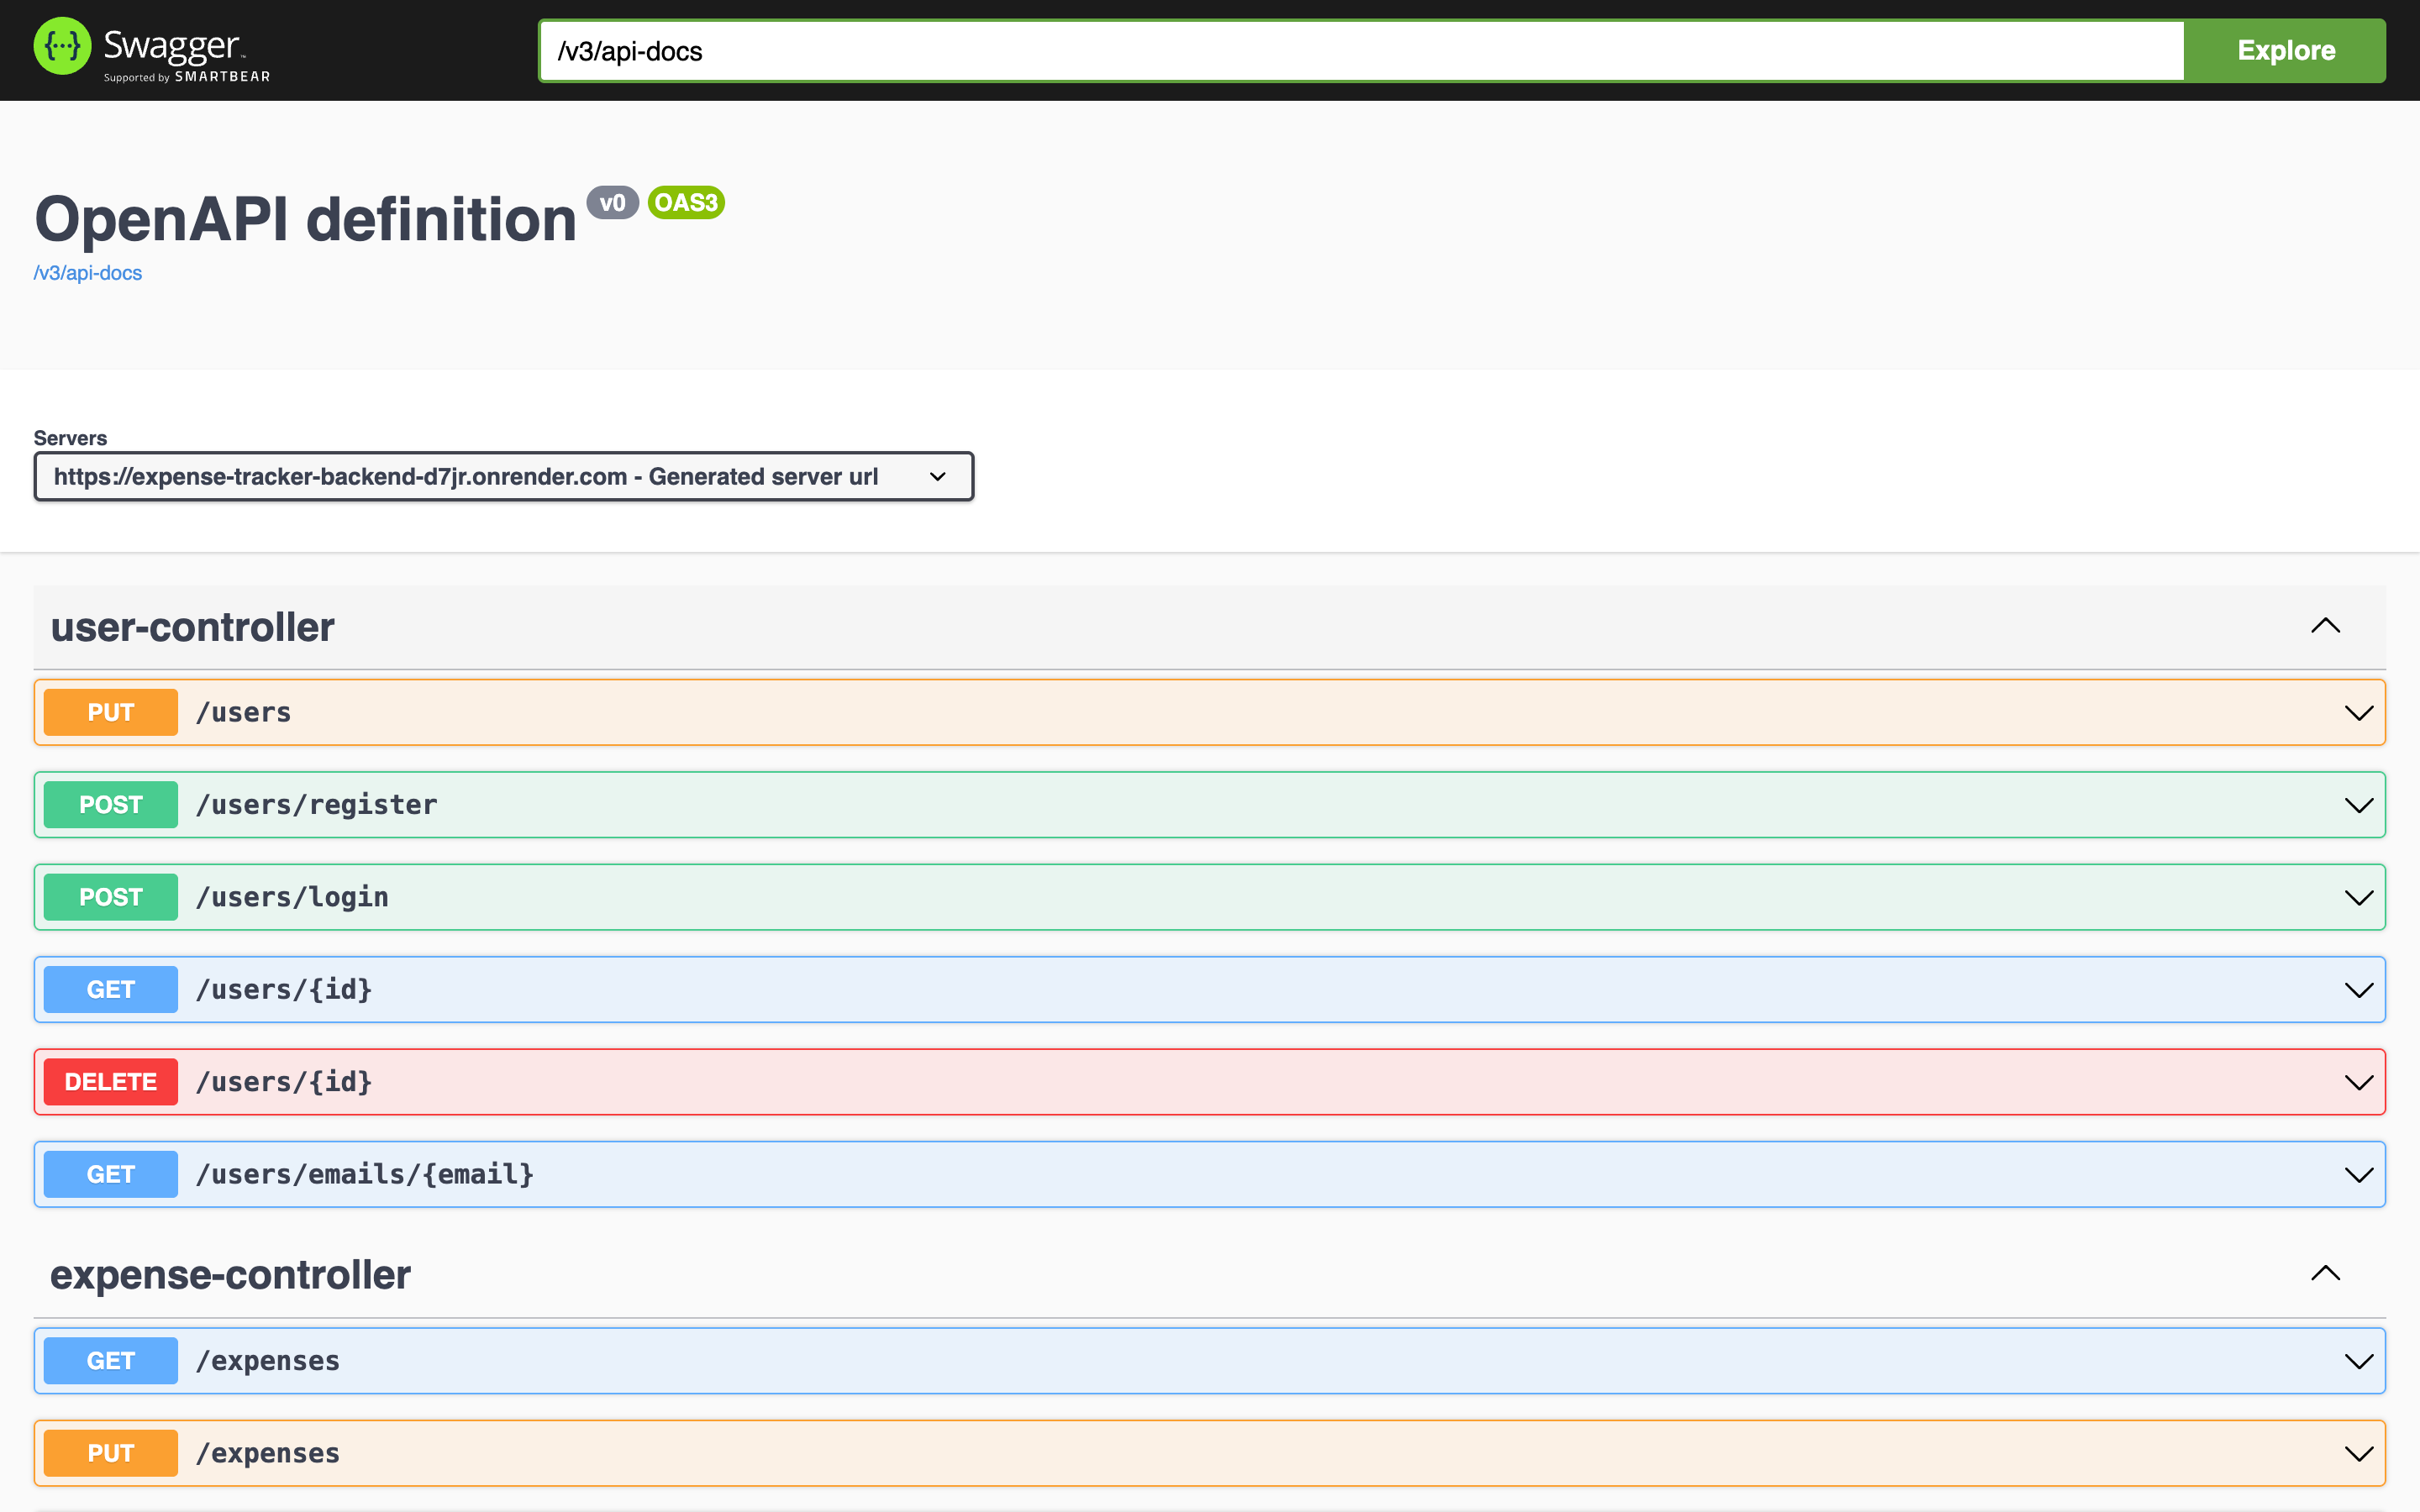 {···} Swagger™
Supported by SMARTBEAR
/v3/api-docs
Explore
OpenAPI definition v0 OAS3
/v3/api-docs
Servers
https://expense-tracker-backend-d7jr.onrender.com - Generated server url
user-controller
PUT /users
POST /users/register
POST /users/login
GET /users/{id}
DELETE /users/{id}
GET /users/emails/{email}
expense-controller
GET /expenses
PUT /expenses